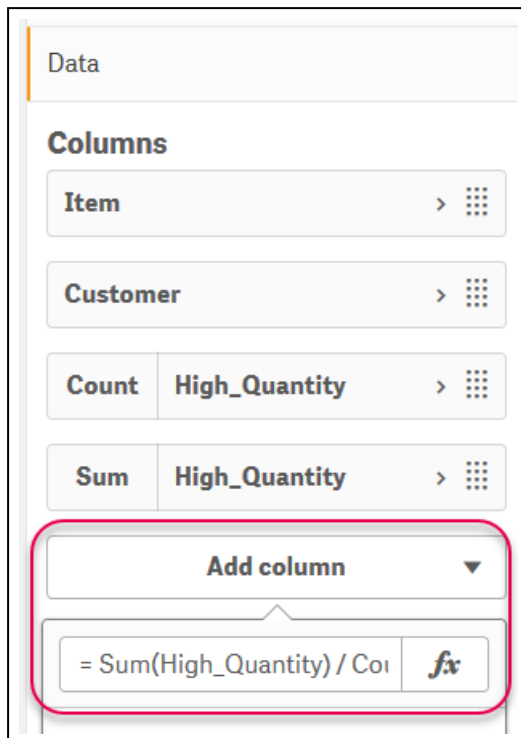 Data
Columns
Item
Customer
Count High_Quantity
Sum High_Quantity
Add column
= Sum(High_Quantity) / Cou
fx